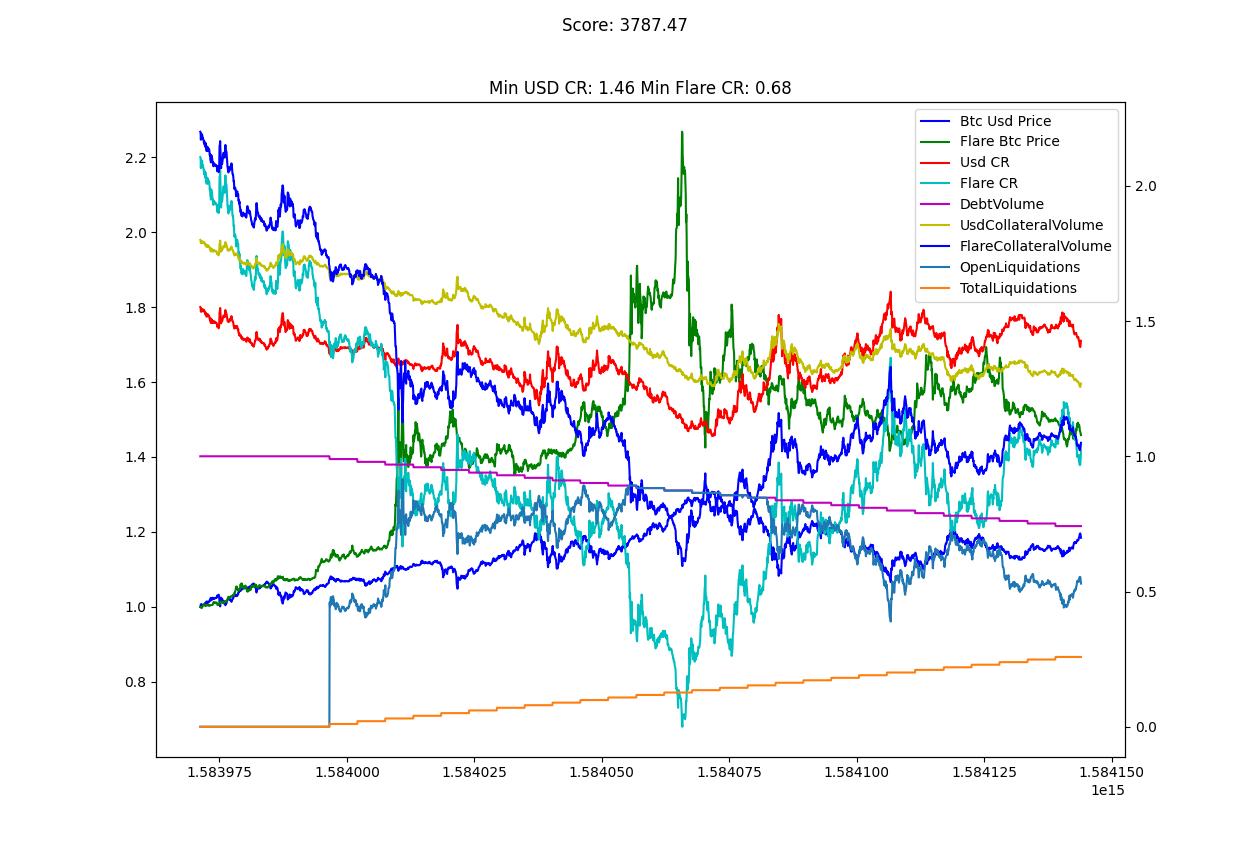 Score: 3787.47
Min USD CR: 1.46 Min Flare CR: 0.68
Btc Usd Price
Flare Btc Price
Usd CR
Flare CR
DebtVolume
UsdCollateralVolume
FlareCollateralVolume
OpenLiquidations
TotalLiquidations
2.2
2.0
1.8
1.6
1.4
1.2
1.0
0.8
2.0
1.5
1.0
0.5
0.0
1.583975 1.584000 1.584025 1.584050 1.584075 1.584100 1.584125 1.584150
1e15